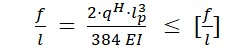 f/l = 2·q^H·l_p^3 / 384 EI ≤ [f/l]